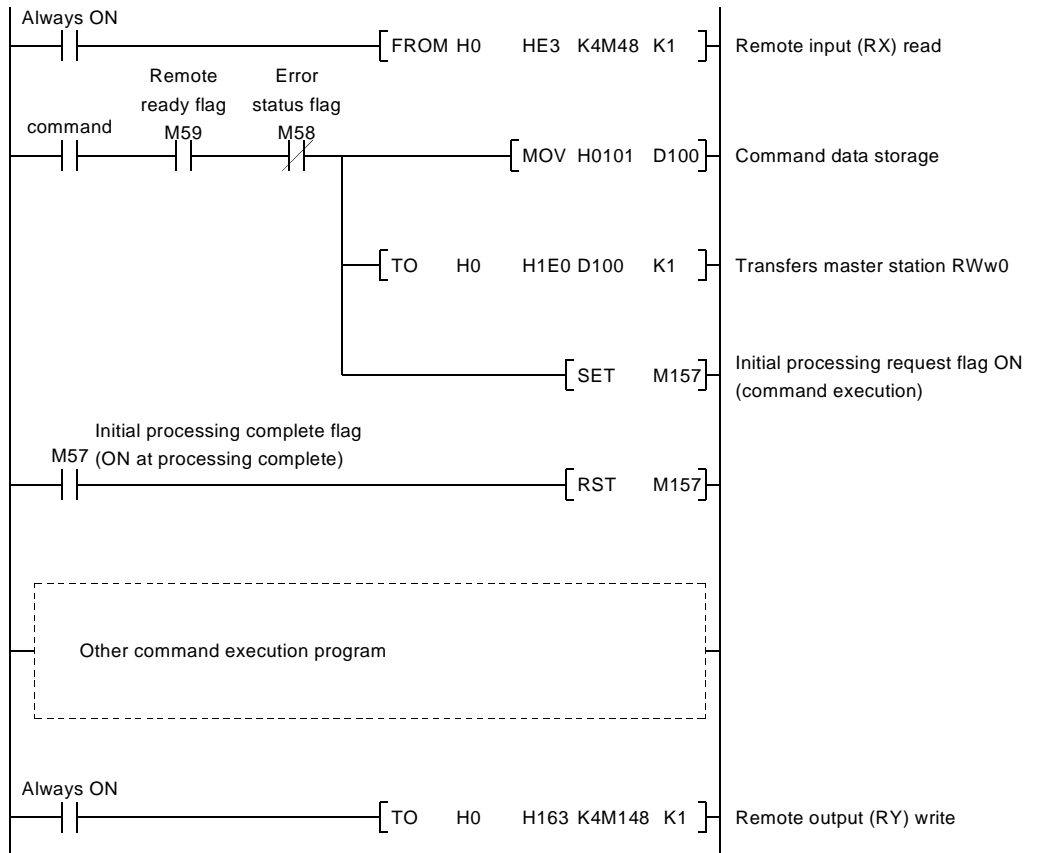 Always ON
FROM H0 HE3 K4M48 K1 Remote input (RX) read
Remote ready flag M59
Error status flag M58
command
MOV H0101 D100 Command data storage
TO H0 H1E0 D100 K1 Transfers master station RWw0
SET M157 Initial processing request flag ON
(command execution)
Initial processing complete flag
M57 (ON at processing complete)
RST M157
Other command execution program
Always ON
TO H0 H163 K4M148 K1 Remote output (RY) write